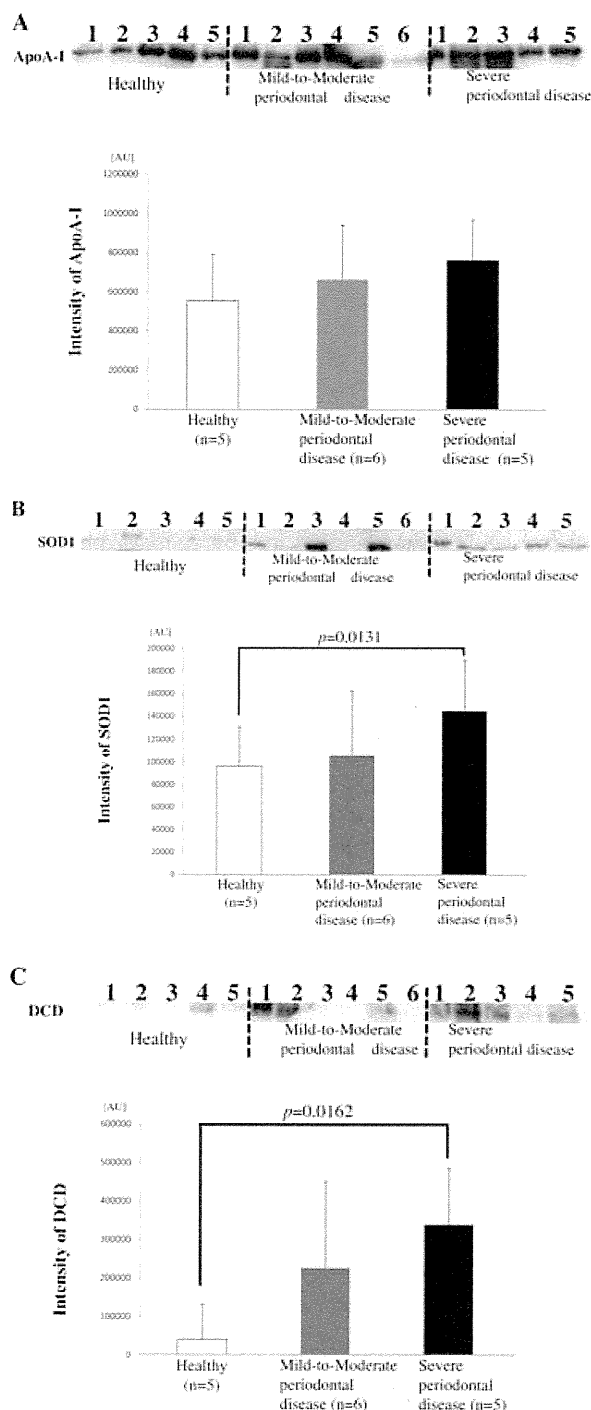 A
1 2 3 4 5 1 2 3 4 5 6 1 2 3 4 5
ApoA-I
Healthy
Mild-to-Moderate
periodontal disease
Severe
periodontal disease
[AU]
Intensity of ApoA-I
1200000
1000000
800000
600000
400000
200000
0
Healthy
(n=5)
Mild-to-Moderate
periodontal
disease (n=6)
Severe
periodontal
disease (n=5)
B
1 2 3 4 5 1 2 3 4 5 6 1 2 3 4 5
SOD1
Healthy
Mild-to-Moderate
periodontal disease
Severe
periodontal disease
[AU]
p=0.0131
Intensity of SOD1
200000
180000
160000
140000
120000
100000
80000
60000
40000
20000
0
Healthy
(n=5)
Mild-to-Moderate
periodontal
disease (n=6)
Severe
periodontal
disease (n=5)
C
1 2 3 4 5 1 2 3 4 5 6 1 2 3 4 5
DCD
Healthy
Mild-to-Moderate
periodontal disease
Severe
periodontal disease
[AU]
p=0.0162
Intensity of DCD
600000
500000
400000
300000
200000
100000
0
Healthy
(n=5)
Mild-to-Moderate
periodontal
disease (n=6)
Severe
periodontal
disease (n=5)